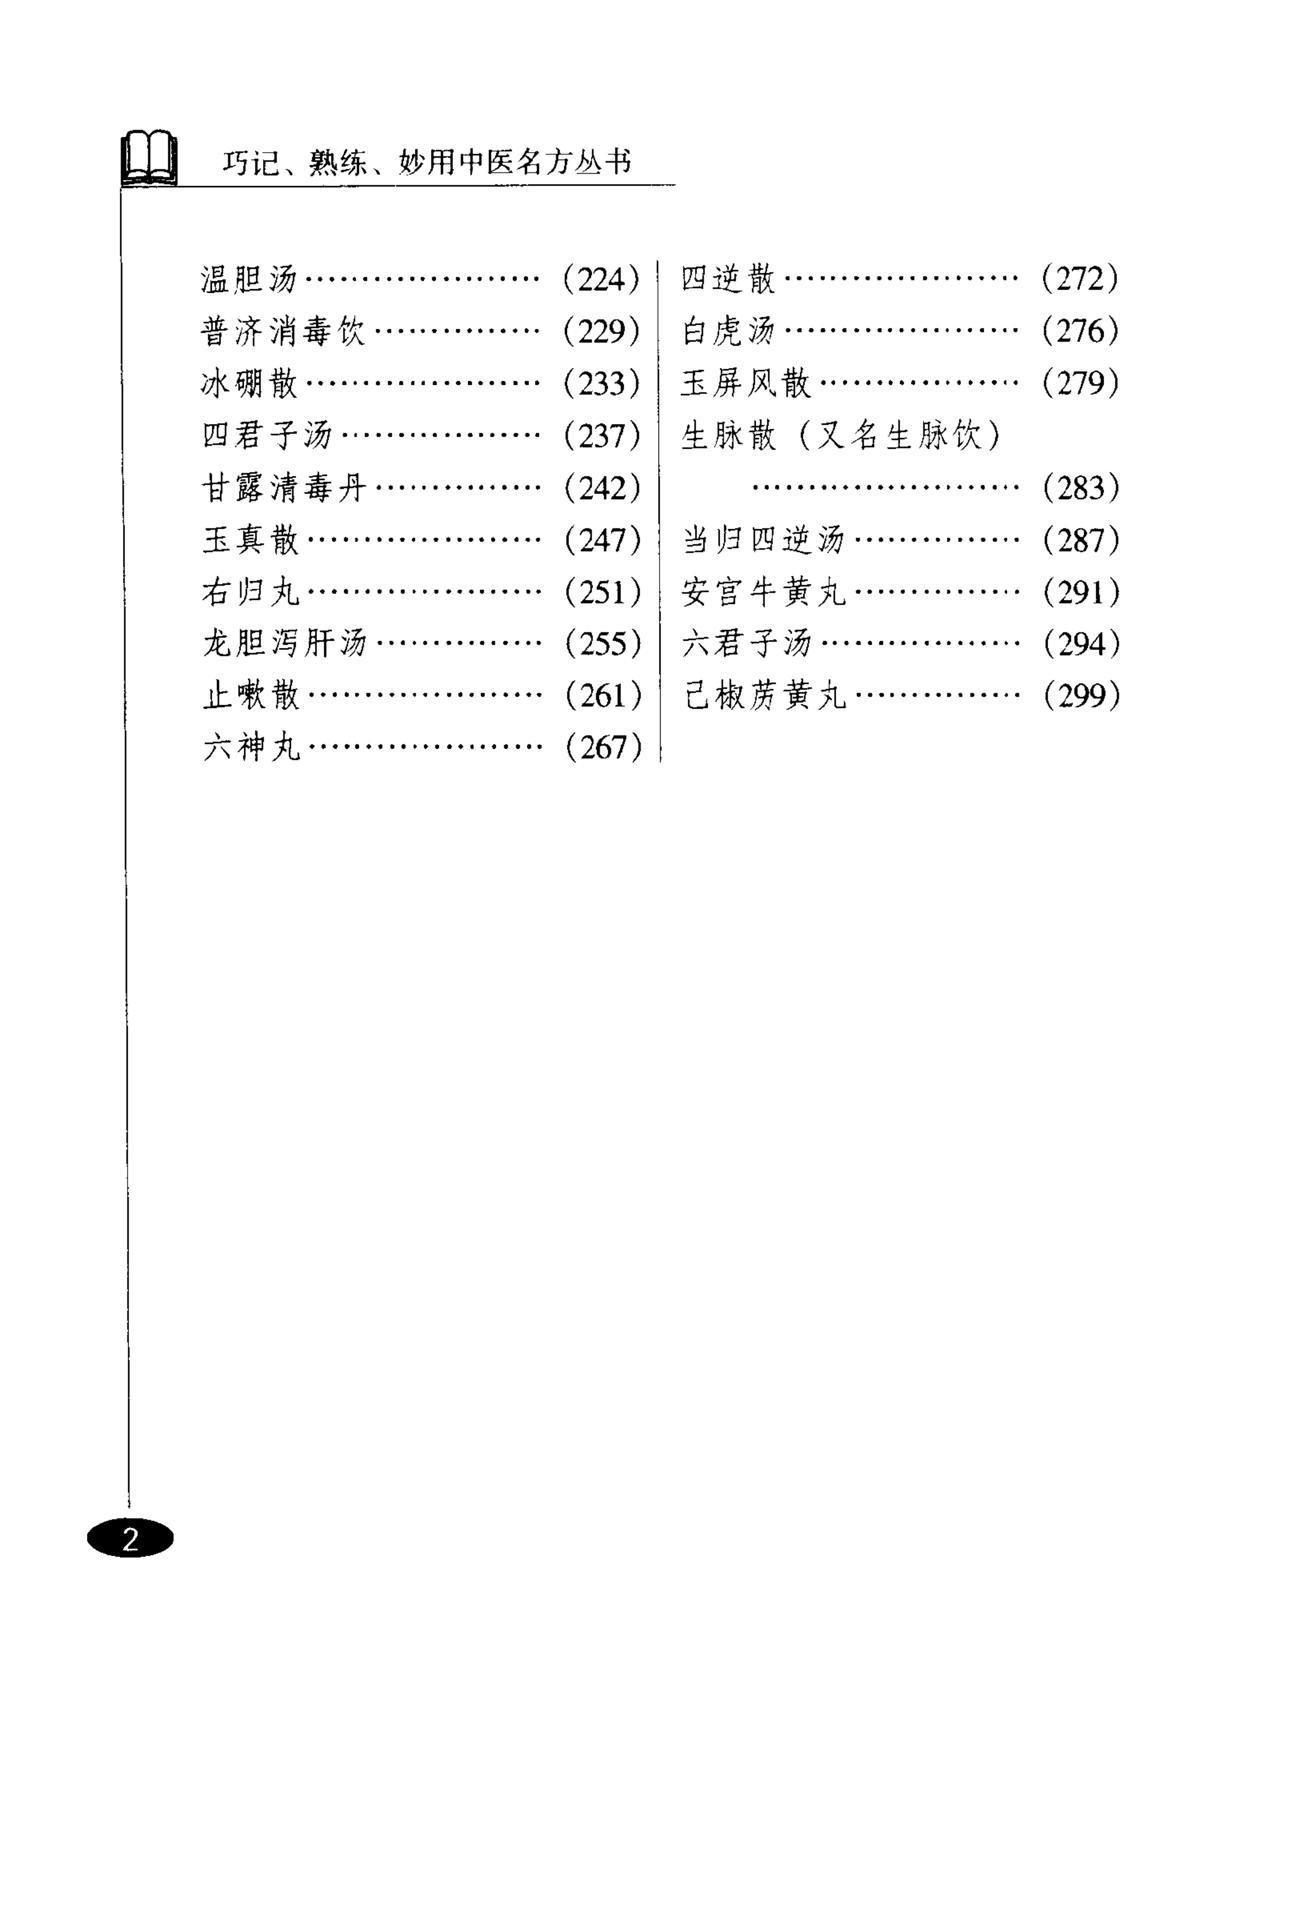 巧记、熟练、妙用中医名方丛书
温胆汤…………………(224)
普济消毒饮……………(229)
冰硼散…………………(233)
四君子汤………………(237)
甘露清毒丹……………(242)
玉真散…………………(247)
右归丸…………………(251)
龙胆泻肝汤……………(255)
止嗽散…………………(261)
六神丸…………………(267)
四逆散…………………(272)
白虎汤…………………(276)
玉屏风散………………(279)
生脉散（又名生脉饮）
……………………(283)
当归四逆汤……………(287)
安宫牛黄丸……………(291)
六君子汤………………(294)
己椒苈黄丸……………(299)
2